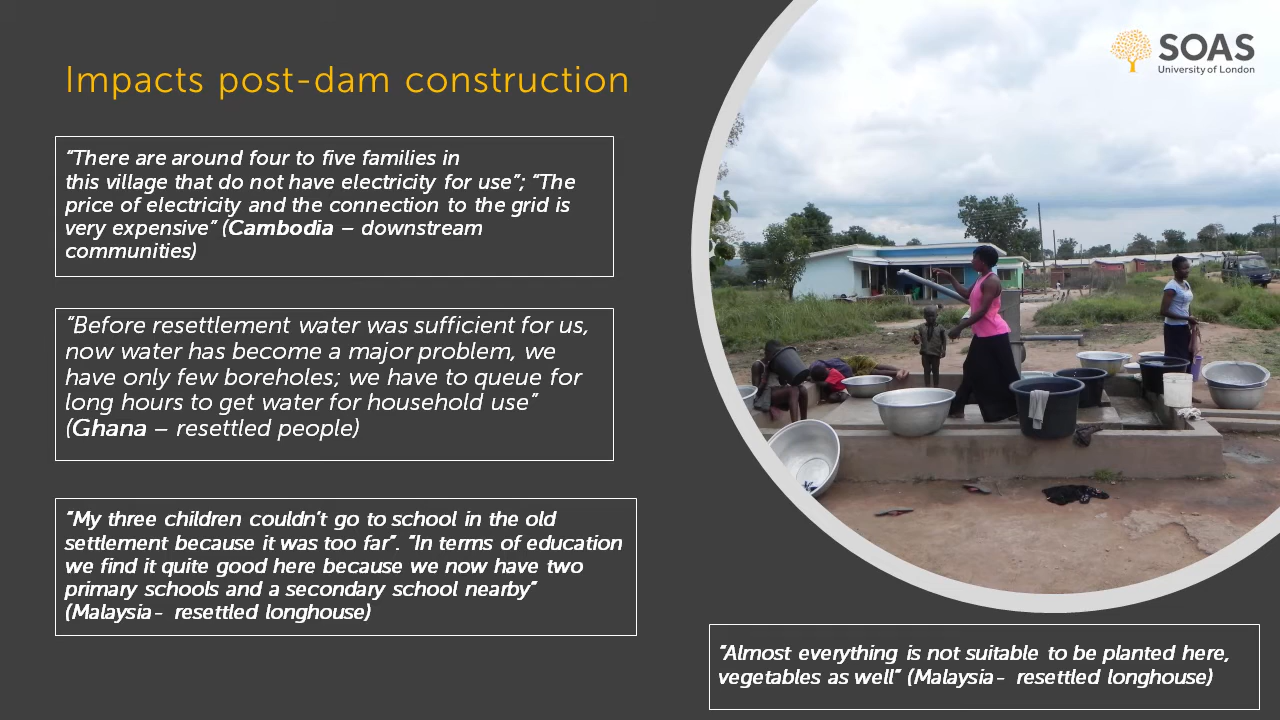 SOAS
University of London
Impacts post-dam construction
“There are around four to five families in
this village that do not have electricity for use”; “The
price of electricity and the connection to the grid is
very expensive” (Cambodia – downstream
communities)
“Before resettlement water was sufficient for us,
now water has become a major problem, we
have only few boreholes; we have to queue for
long hours to get water for household use”
(Ghana – resettled people)
“My three children couldn’t go to school in the old
settlement because it was too far”. “In terms of education
we find it quite good here because we now have two
primary schools and a secondary school nearby”
(Malaysia- resettled longhouse)
“Almost everything is not suitable to be planted here,
vegetables as well” (Malaysia- resettled longhouse)